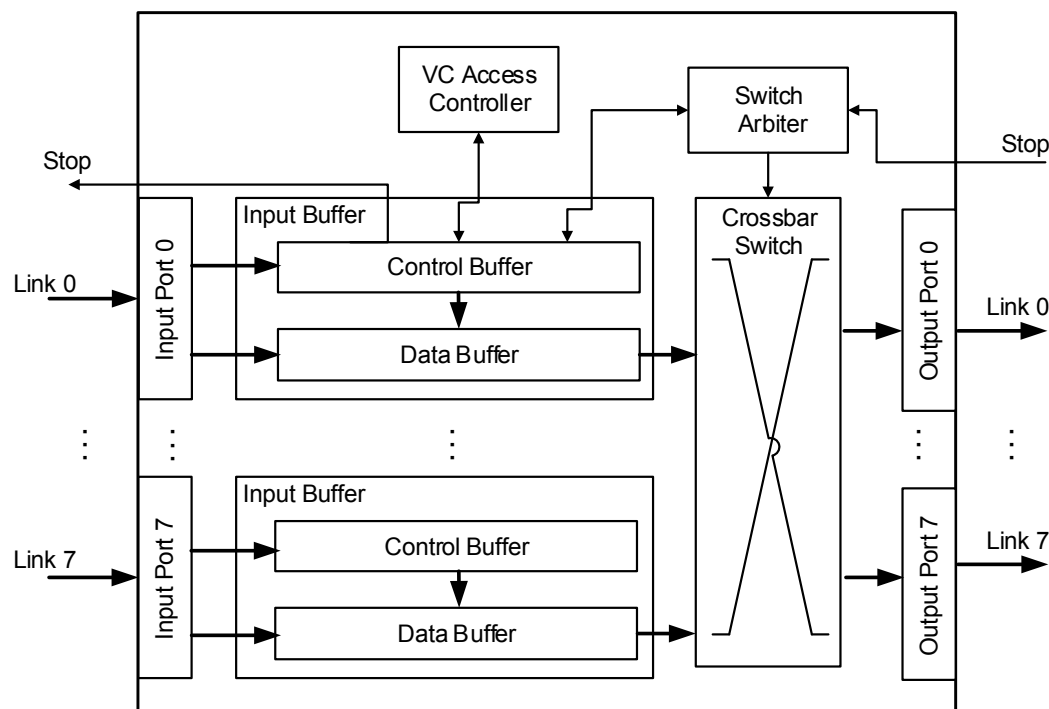 VC Access
Controller
Switch
Arbiter
Stop
Stop
Input Buffer
Crossbar
Switch
Input Port 0
Control Buffer
Output Port 0
Link 0
Link 0
Data Buffer
Input Buffer
Input Port 7
Control Buffer
Output Port 7
Link 7
Link 7
Data Buffer